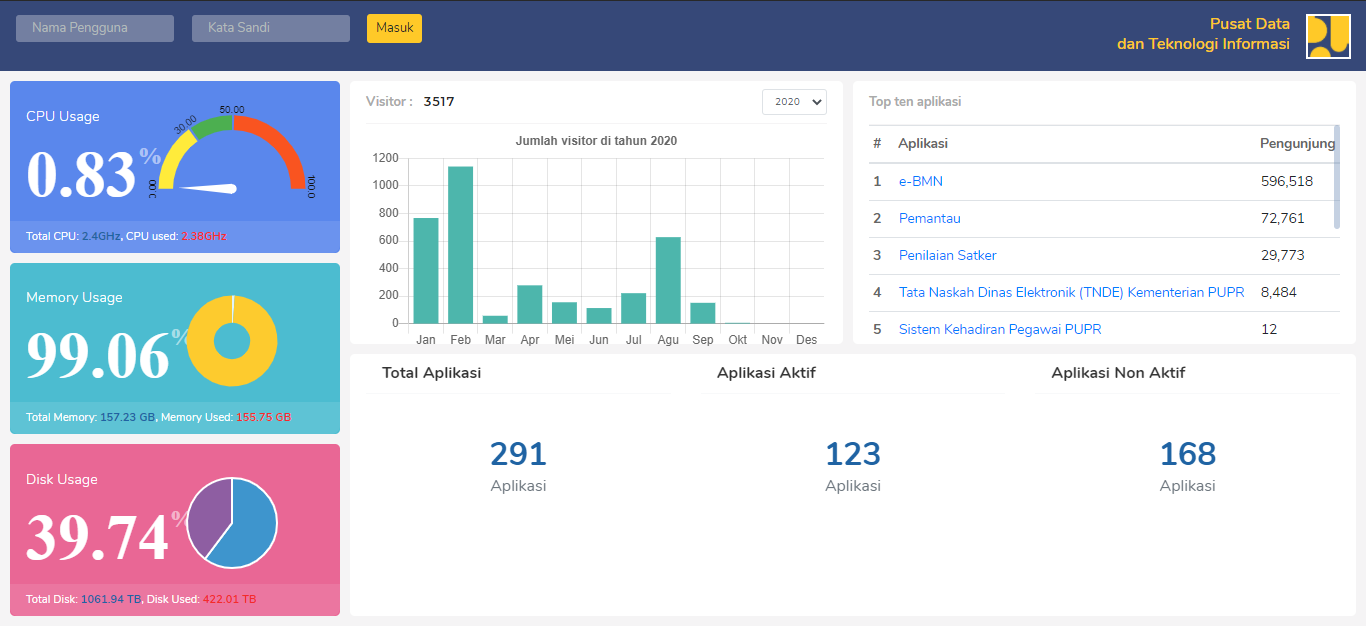 Nama Pengguna
Kata Sandi
Masuk
Pusat Data
dan Teknologi Informasi
CPU Usage
0.83 %
0.00
30.00
50.00
100.0
Total CPU: 2.4GHz, CPU used: 2.38GHz
Memory Usage
99.06 %
Total Memory: 157.23 GB, Memory Used: 155.75 GB
Disk Usage
39.74 %
Total Disk: 1061.94 TB, Disk Used: 422.01 TB
Visitor : 3517
2020
Jumlah visitor di tahun 2020
1200
1000
800
600
400
200
0
Jan Feb Mar Apr Mei Jun Jul Agu Sep Okt Nov Des
Top ten aplikasi
# Aplikasi Pengunjung
1 e-BMN 596,518
2 Pemantau 72,761
3 Penilaian Satker 29,773
4 Tata Naskah Dinas Elektronik (TNDE) Kementerian PUPR 8,484
5 Sistem Kehadiran Pegawai PUPR 12
Total Aplikasi
291
Aplikasi
Aplikasi Aktif
123
Aplikasi
Aplikasi Non Aktif
168
Aplikasi